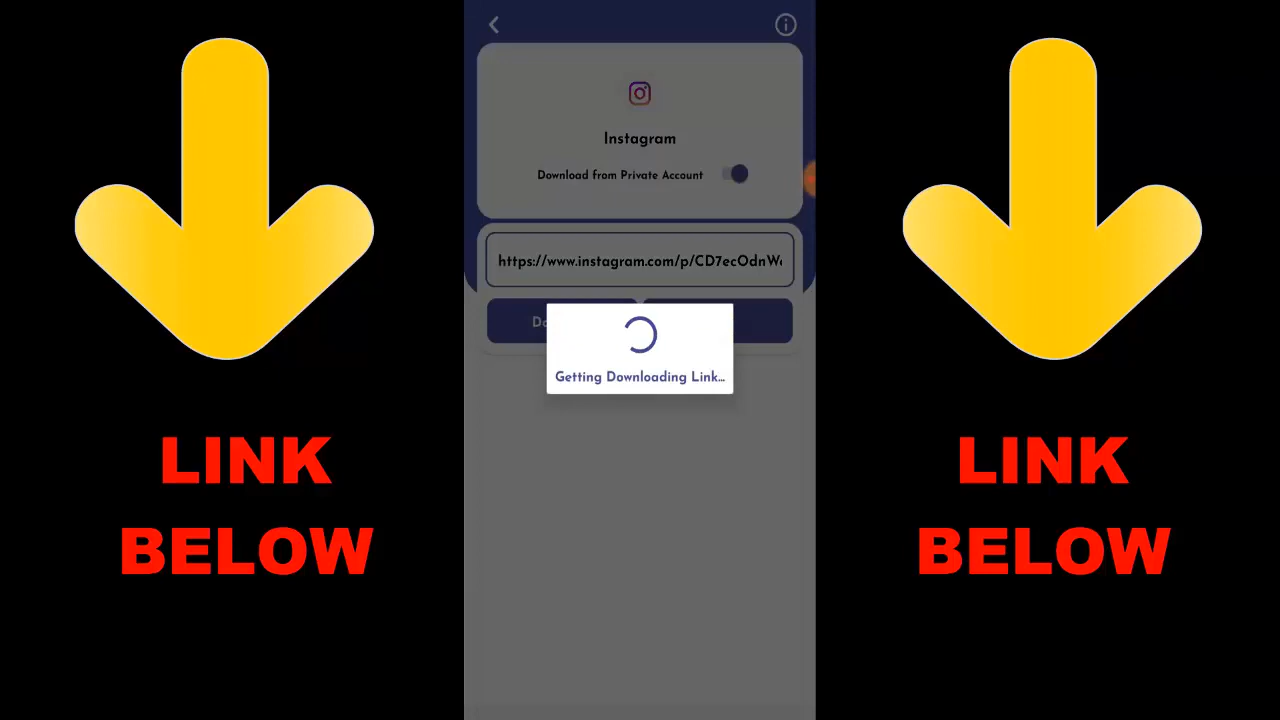 Instagram
Download from Private Account
https://www.instagram.com/p/CD7ecOdnW
Getting Downloading Link...
LINK
BELOW
LINK
BELOW